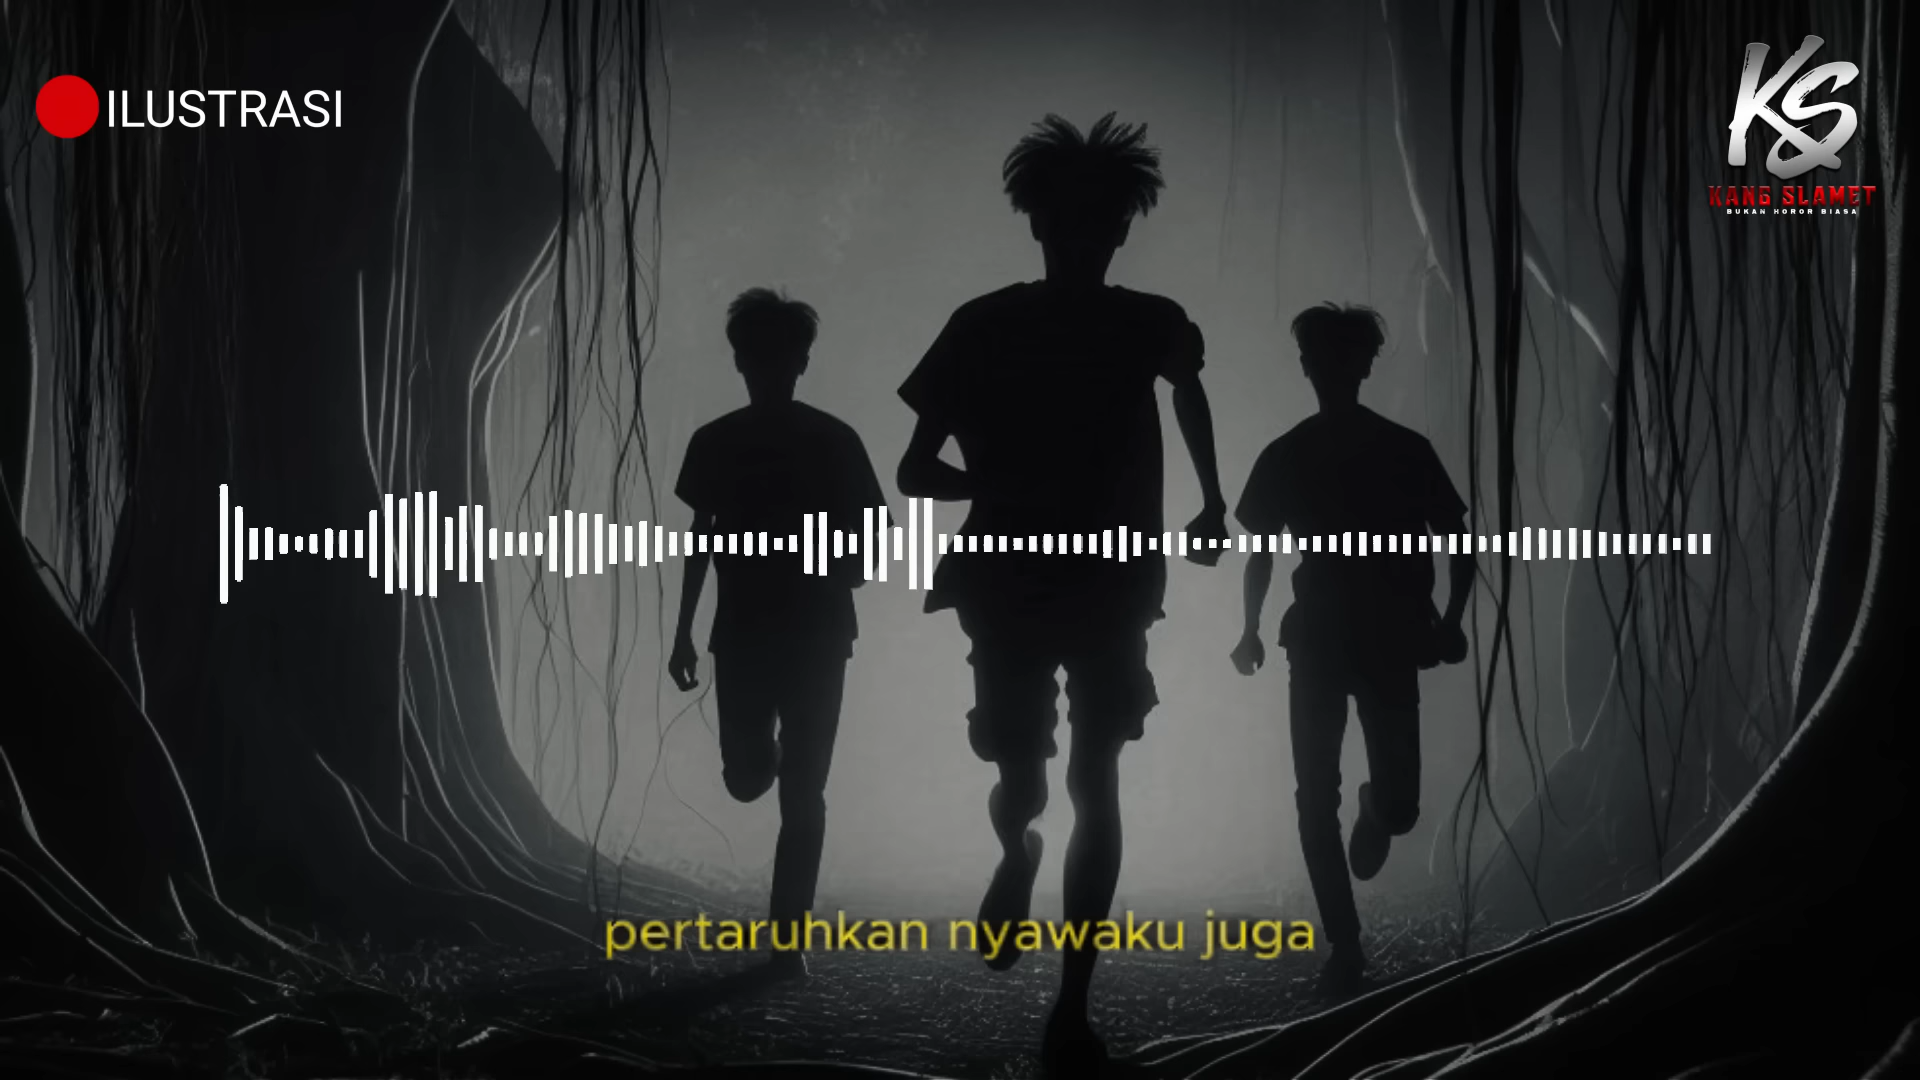 ILUSTRASI
KS
KANG SLAMET
BUKAN HOROR BIASA
pertaruhkan nyawaku juga